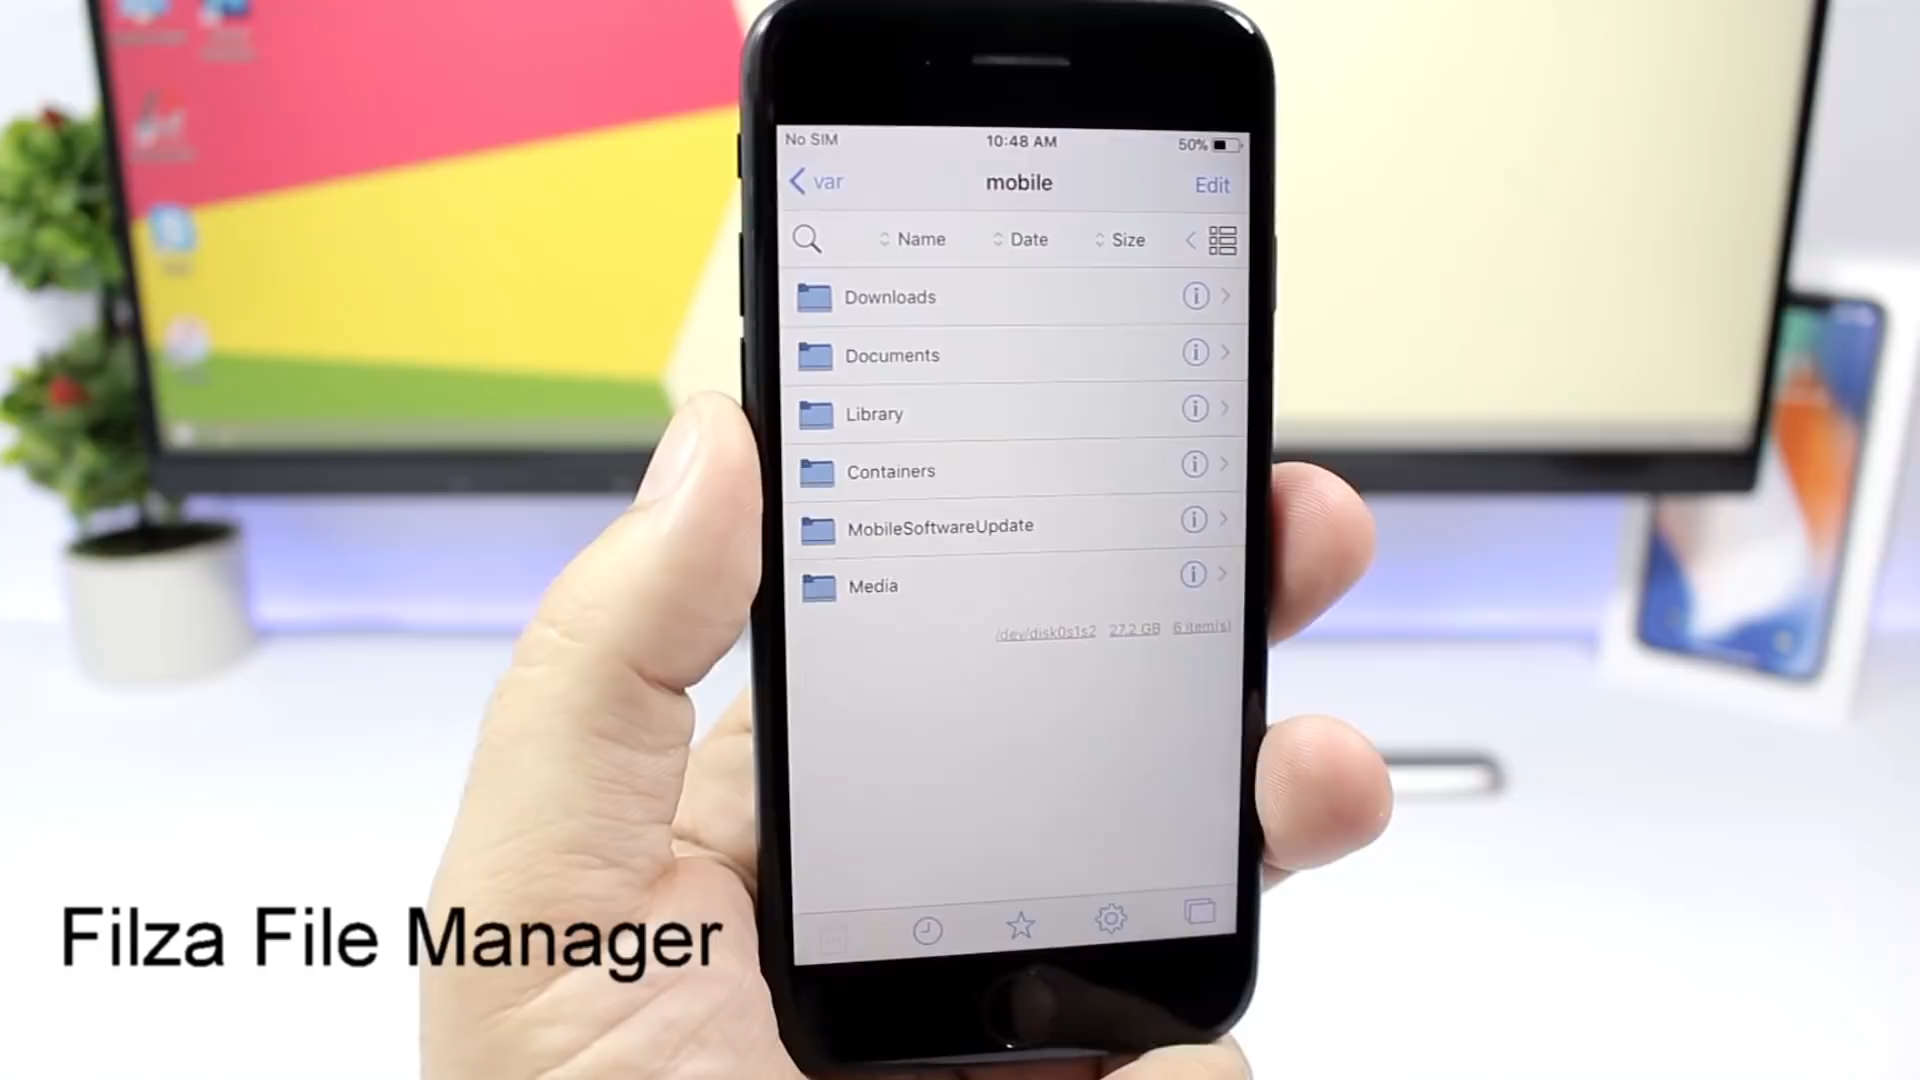 No SIM 10:48 AM 50%
var mobile Edit
Name Date Size
Downloads
Documents
Library
Containers
MobileSoftwareUpdate
Media
/dev/disk0s1s2 27.2 GB 6 item(s)
Filza File Manager